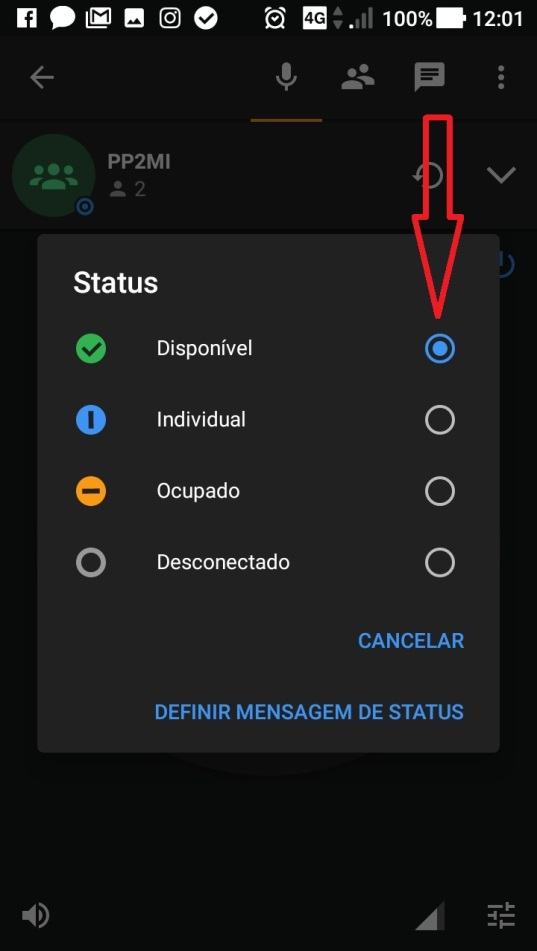 4G 100% 12:01
PP2MI
2
Status
Disponível
Individual
Ocupado
Desconectado
CANCELAR
DEFINIR MENSAGEM DE STATUS